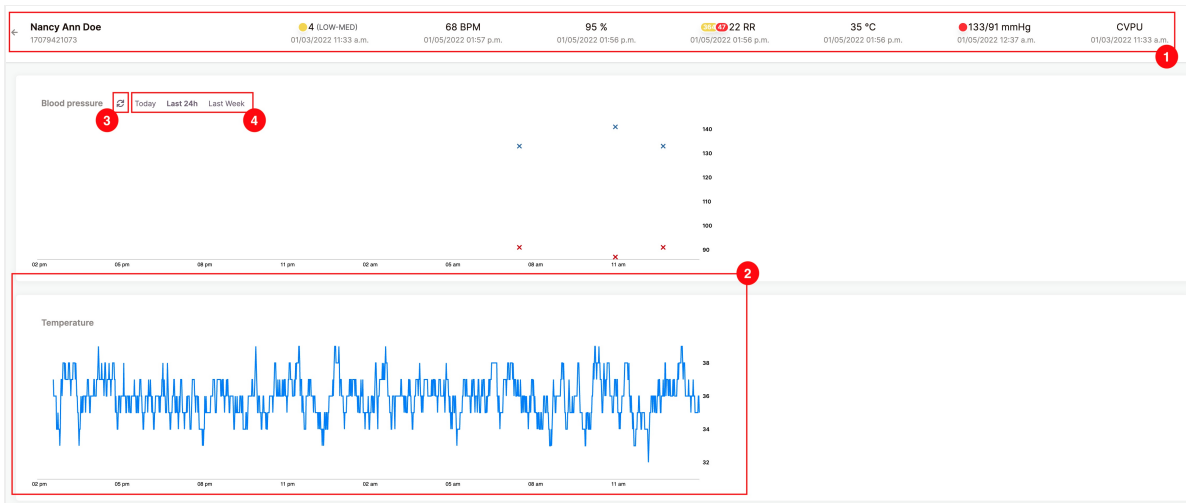 ← Nancy Ann Doe 4 (LOW-MED) 68 BPM 95 % 47 22 RR 35 °C 133/91 mmHg CVPU
17079421073 01/03/2022 11:33 a.m. 01/05/2022 01:57 p.m. 01/05/2022 01:56 p.m. 01/05/2022 01:56 p.m. 01/05/2022 01:56 p.m. 01/05/2022 12:37 a.m. 01/03/2022 11:33 a.m.
1
Blood pressure Today Last 24h Last Week
3 4
140
130
120
110
100
90
02 pm 05 pm 08 pm 11 pm 02 am 05 am 08 am 11 am
2
Temperature
38
36
34
32
02 pm 05 pm 08 pm 11 pm 02 am 05 am 08 am 11 am